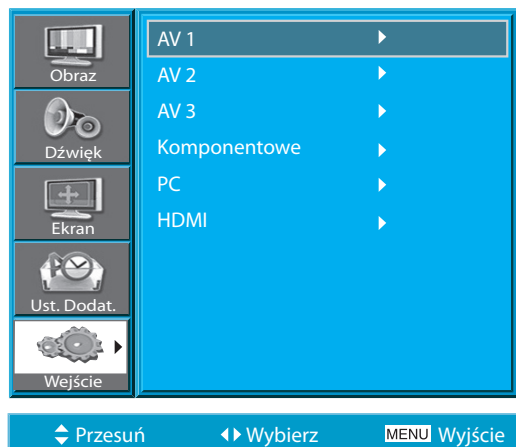 Obraz
Dźwięk
Ekran
Ust. Dodat.
Wejście
AV 1
AV 2
AV 3
Komponentowe
PC
HDMI
Przesuń Wybierz MENU Wyjście